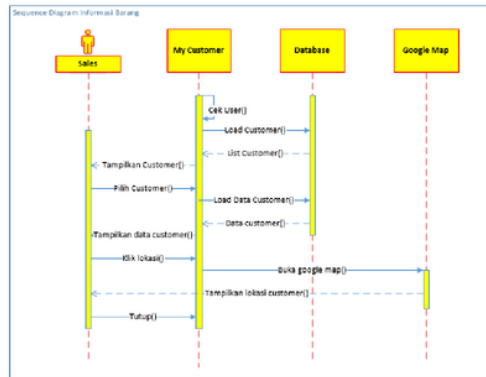 Sequence Diagram Informasi Barang
Sales
My Customer
Database
Google Map
Cek User()
Load Customer()
List Customer()
Tampilkan Customer()
Pilih Customer()
Load Data Customer()
Data customer()
Tampilkan data customer()
Klik lokasi()
Buka google map()
Tampilkan lokasi customer()
Tutup()